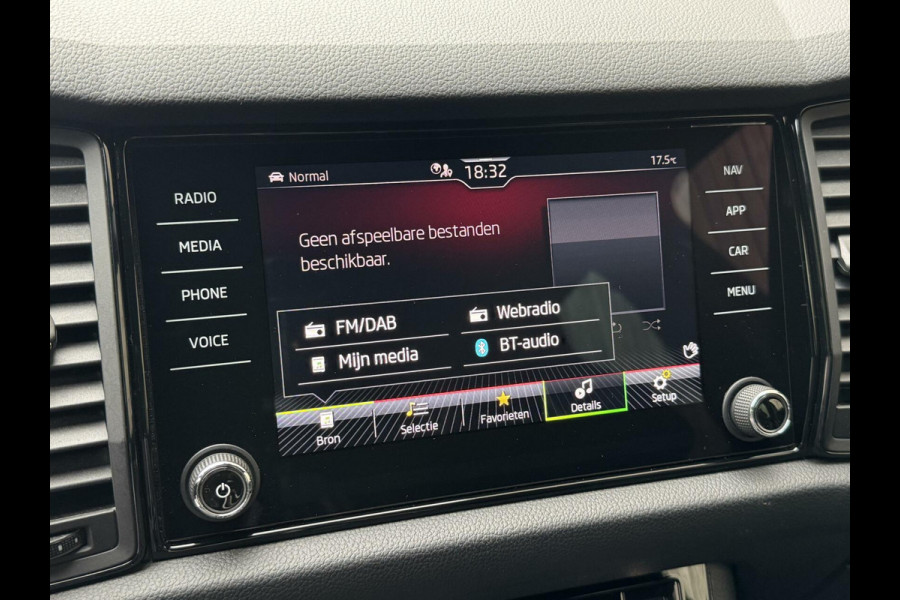 RADIO
MEDIA
PHONE
VOICE
Normal
18:32
17.5°C
Geen afspeelbare bestanden
beschikbaar.
FM/DAB
Webradio
Mijn media
BT-audio
Bron
Selectie
Favorieten
Details
Setup
NAV
APP
CAR
MENU